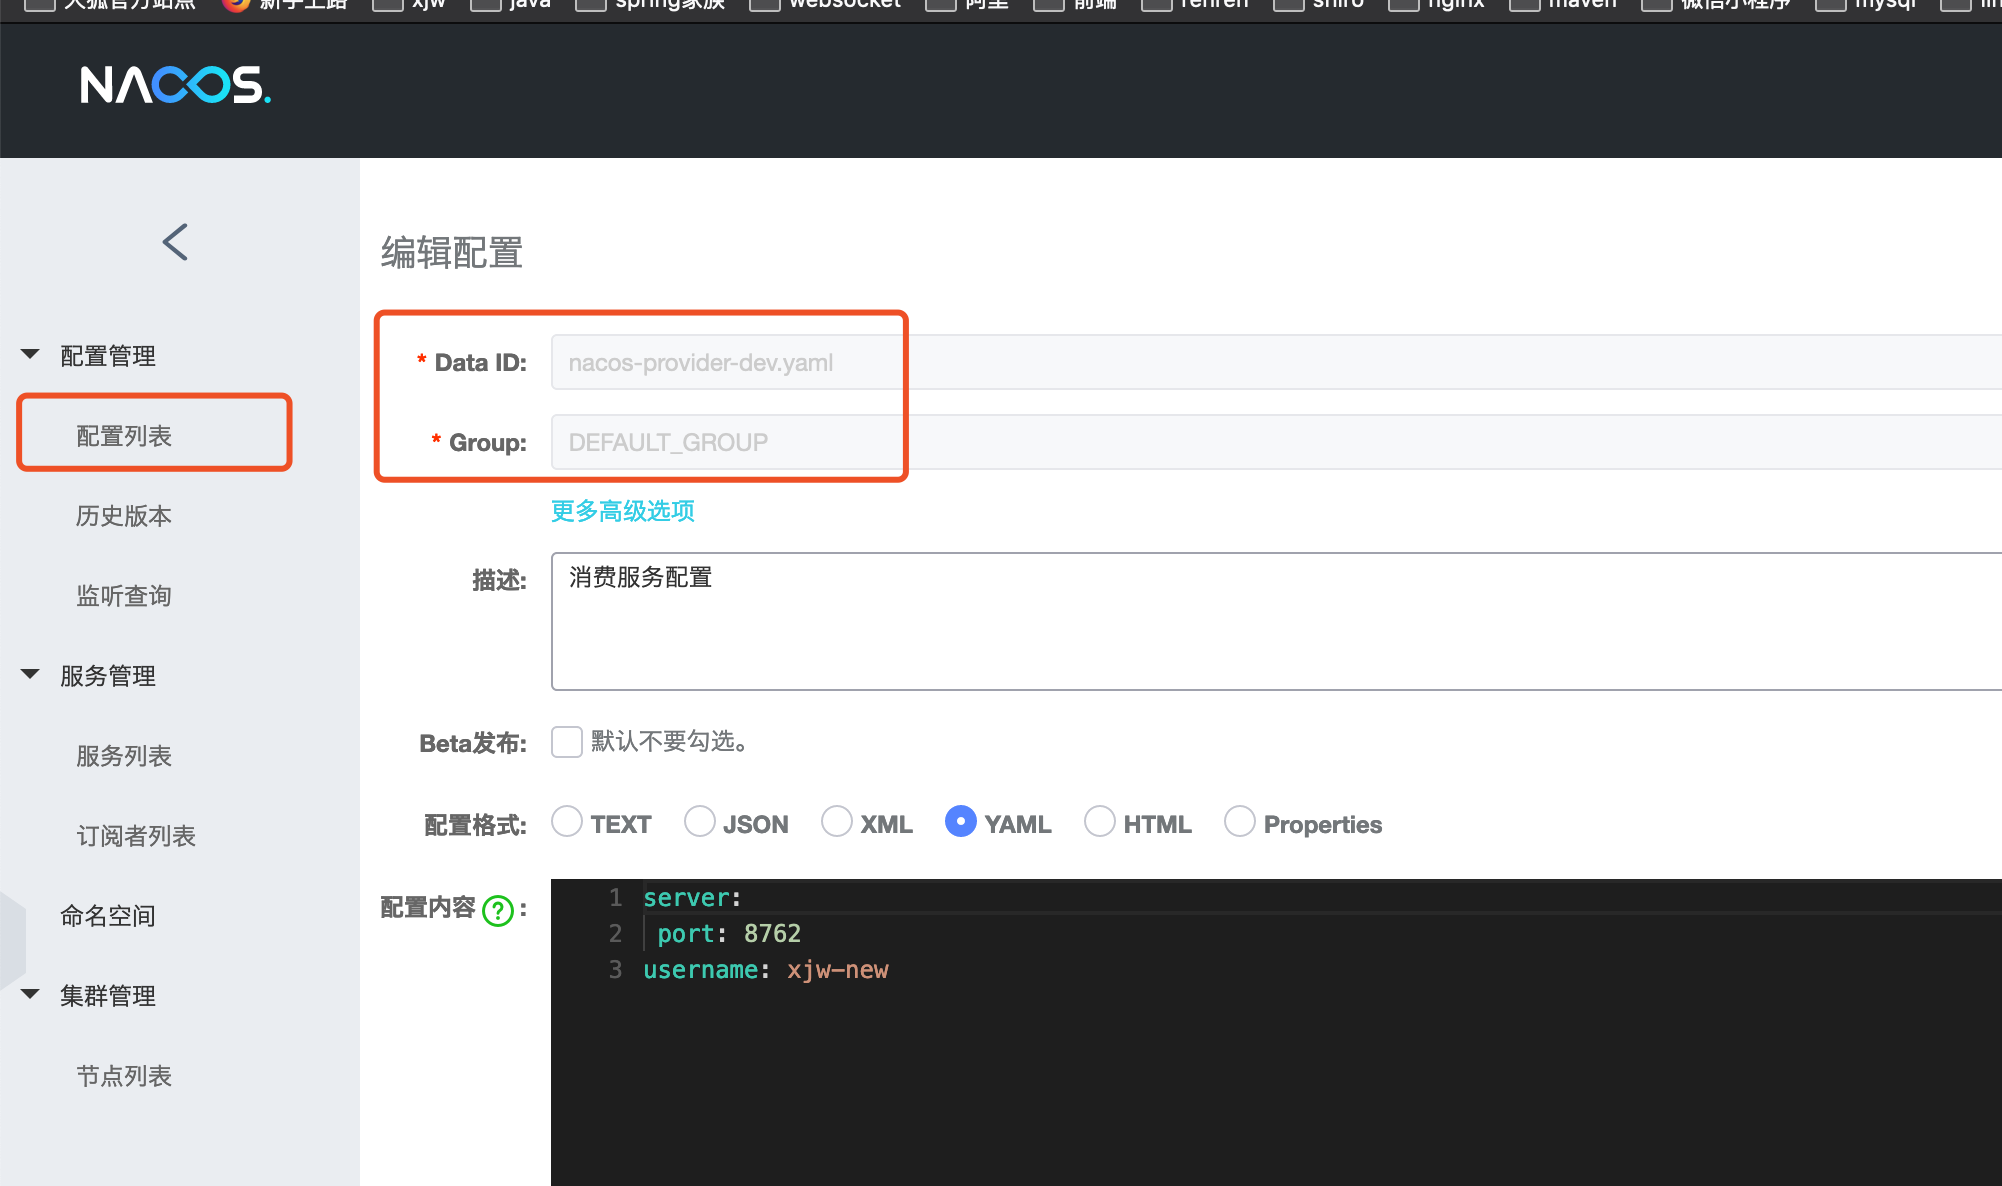 火狐官方站点 新手上路 xjw java spring家族 websocket 阿里 前端 renren shiro nginx maven 微信小程序 mysql
NACOS.
编辑配置
配置管理
* Data ID: nacos-provider-dev.yaml
配置列表
* Group: DEFAULT_GROUP
更多高级选项
历史版本
描述: 消费服务配置
监听查询
服务管理
服务列表
Beta发布: 默认不要勾选。
订阅者列表
配置格式: TEXT JSON XML YAML HTML Properties
命名空间
配置内容 ? :
1 server:
2 port: 8762
3 username: xjw-new
集群管理
节点列表